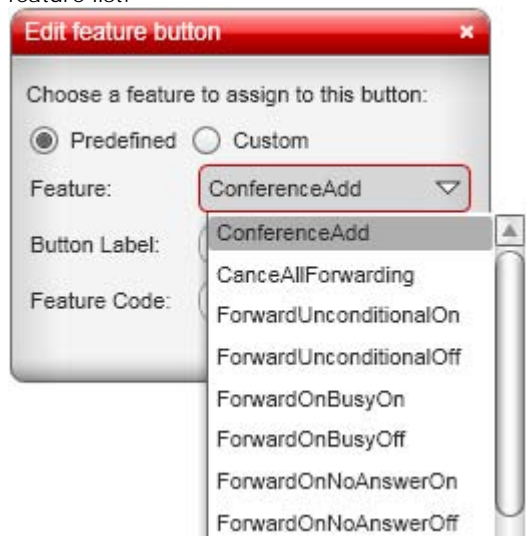 feature list.
Edit feature button ×
Choose a feature to assign to this button:
Predefined Custom
Feature: ConferenceAdd
ConferenceAdd
Button Label:
CanceAllForwarding
Feature Code:
ForwardUnconditionalOn
ForwardUnconditionalOff
ForwardOnBusyOn
ForwardOnBusyOff
ForwardOnNoAnswerOn
ForwardOnNoAnswerOff